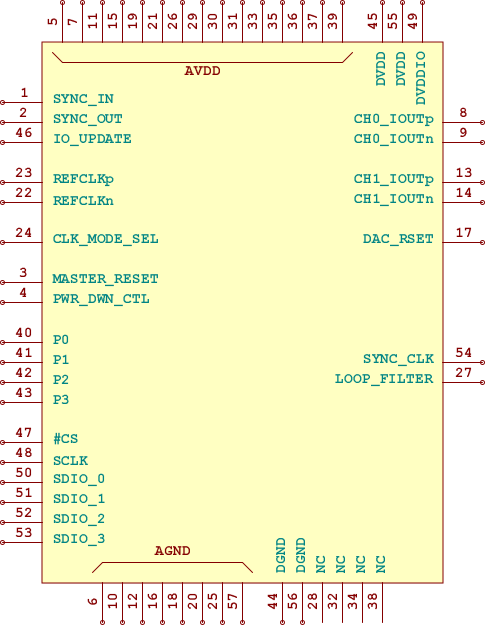 5 7 11 15 19 21 26 29 30 31 33 35 36 37 39 45 55 49
AVDD DVDD DVDD DVDDIO
1 SYNC_IN
2 SYNC_OUT CH0_IOUTp 8
46 IO_UPDATE CH0_IOUTn 9
23 REFCLKp CH1_IOUTp 13
22 REFCLKn CH1_IOUTn 14
24 CLK_MODE_SEL DAC_RSET 17
3 MASTER_RESET
4 PWR_DWN_CTL
40 P0
41 P1 SYNC_CLK 54
42 P2 LOOP_FILTER 27
43 P3
47 #CS
48 SCLK
50 SDIO_0
51 SDIO_1
52 SDIO_2
53 SDIO_3
AGND DGND DGND NC NC NC NC
6 10 12 16 18 20 25 57 44 56 28 32 34 38